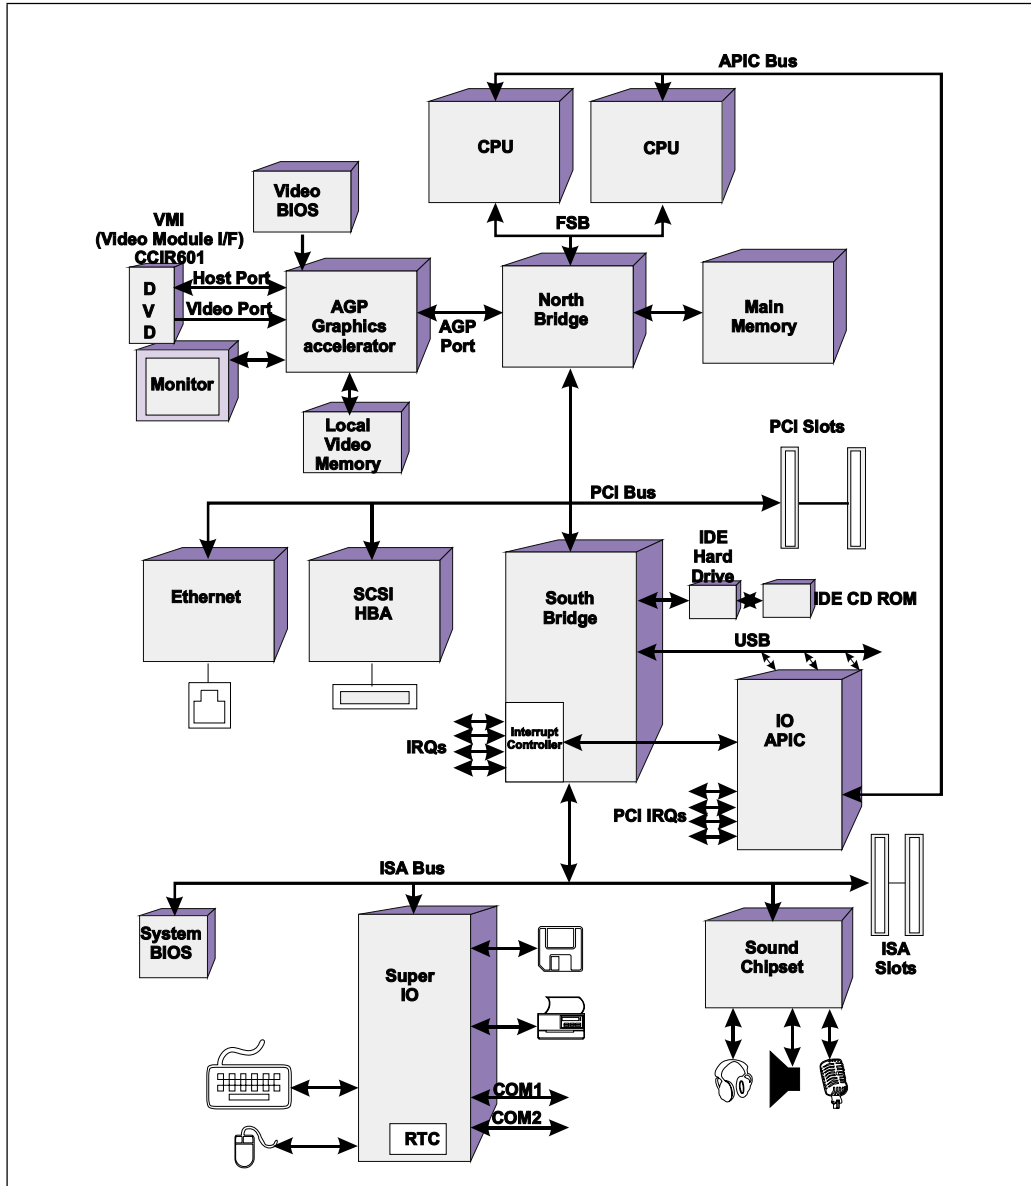 APIC Bus
CPU
CPU
Video
BIOS
FSB
VMI
(Video Module I/F)
CCIR601
Host Port
D
V
D
Video Port
AGP
Graphics
accelerator
AGP
Port
North
Bridge
Main
Memory
Monitor
Local
Video
Memory
PCI Slots
PCI Bus
Ethernet
SCSI
HBA
South
Bridge
IDE
Hard
Drive
IDE CD ROM
USB
IRQs
Interrupt
Controller
IO
APIC
PCI IRQs
ISA Bus
System
BIOS
Super
IO
Sound
Chipset
ISA
Slots
COM1
COM2
RTC